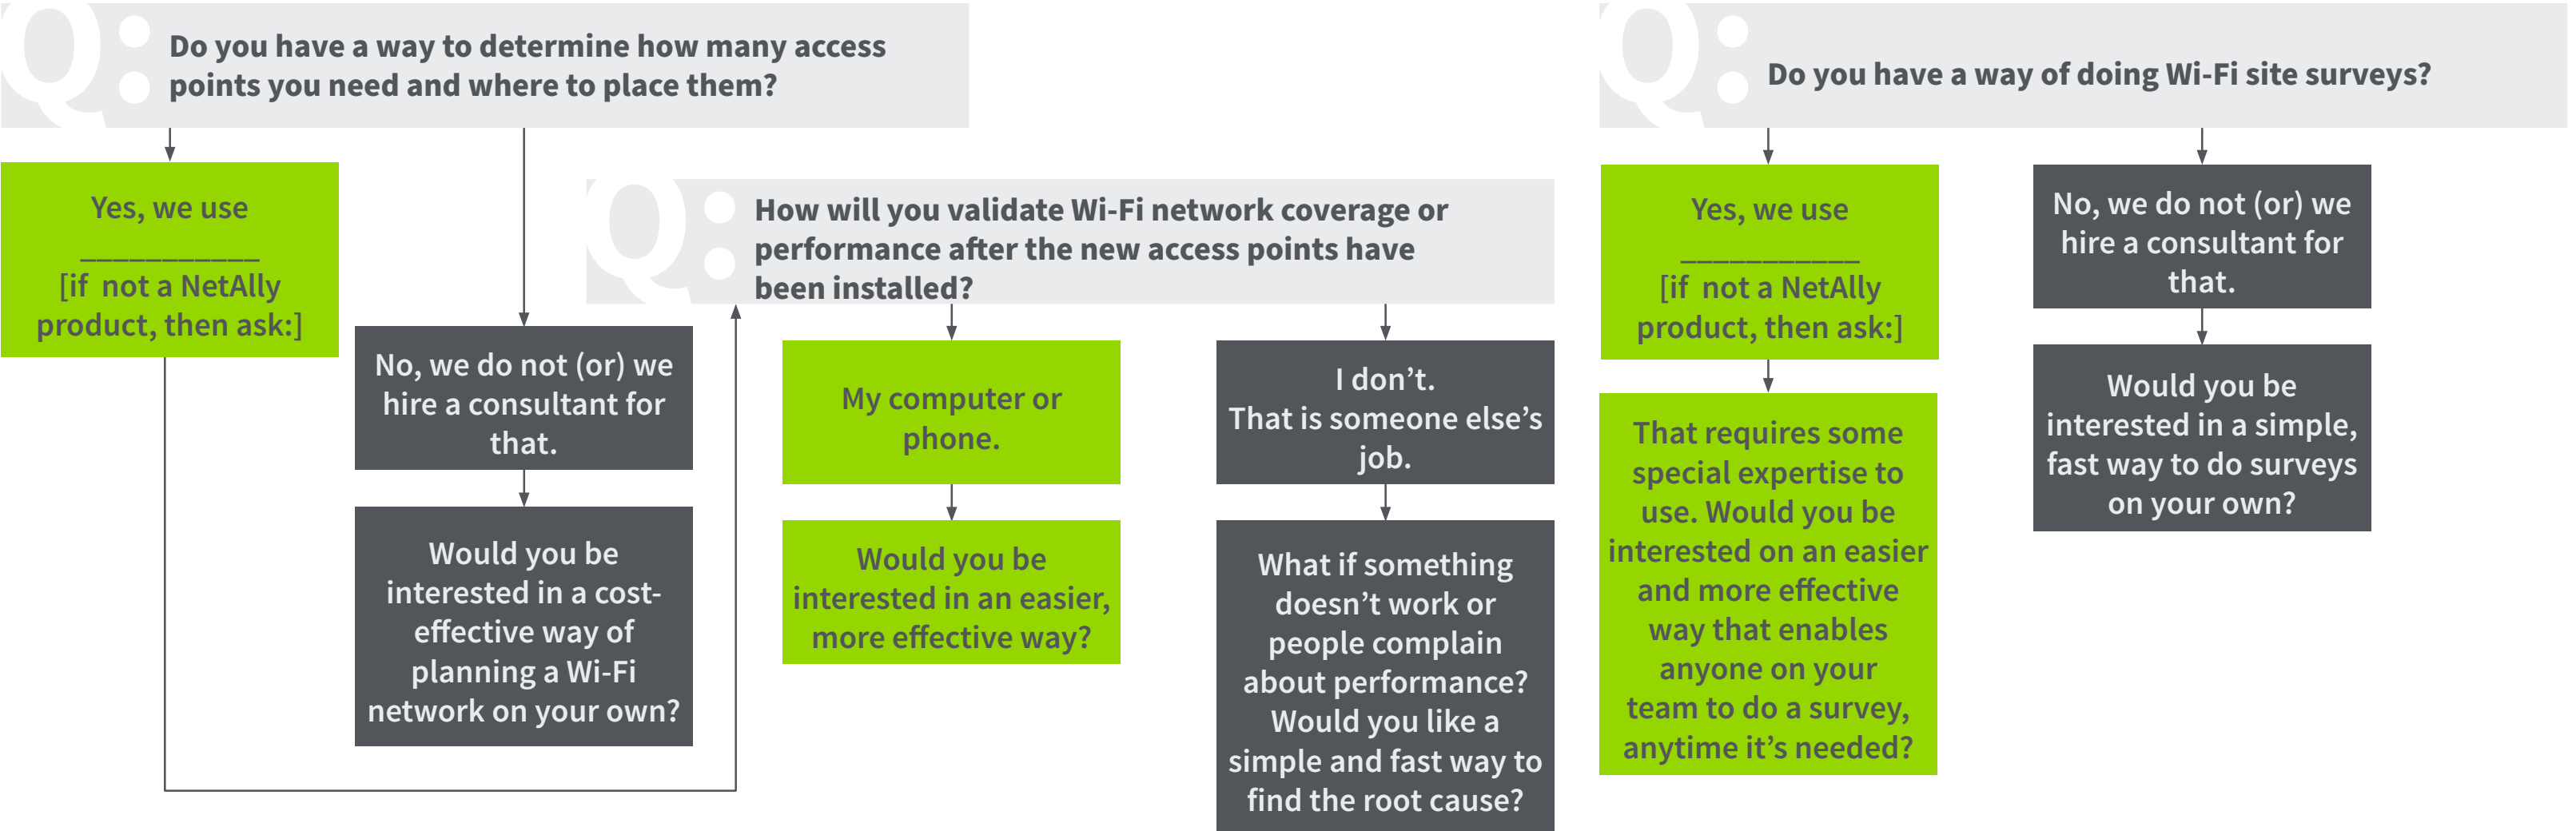 Q:
Do you have a way to determine how many access
points you need and where to place them?
Yes, we use
___________
[if  not a NetAlly
product, then ask:]
No, we do not (or) we
hire a consultant for
that.
Would you be
interested in a cost-
effective way of
planning a Wi-Fi
network on your own?
Q:
How will you validate Wi-Fi network coverage or
performance after the new access points have
been installed?
My computer or
phone.
Would you be
interested in an easier,
more effective way?
I don’t.
That is someone else’s
job.
What if something
doesn’t work or
people complain
about performance?
Would you like a
simple and fast way to
find the root cause?
Q:
Do you have a way of doing Wi-Fi site surveys?
Yes, we use
___________
[if  not a NetAlly
product, then ask:]
That requires some
special expertise to
use. Would you be
interested on an easier
and more effective
way that enables
anyone on your
team to do a survey,
anytime it’s needed?
No, we do not (or) we
hire a consultant for
that.
Would you be
interested in a simple,
fast way to do surveys
on your own?